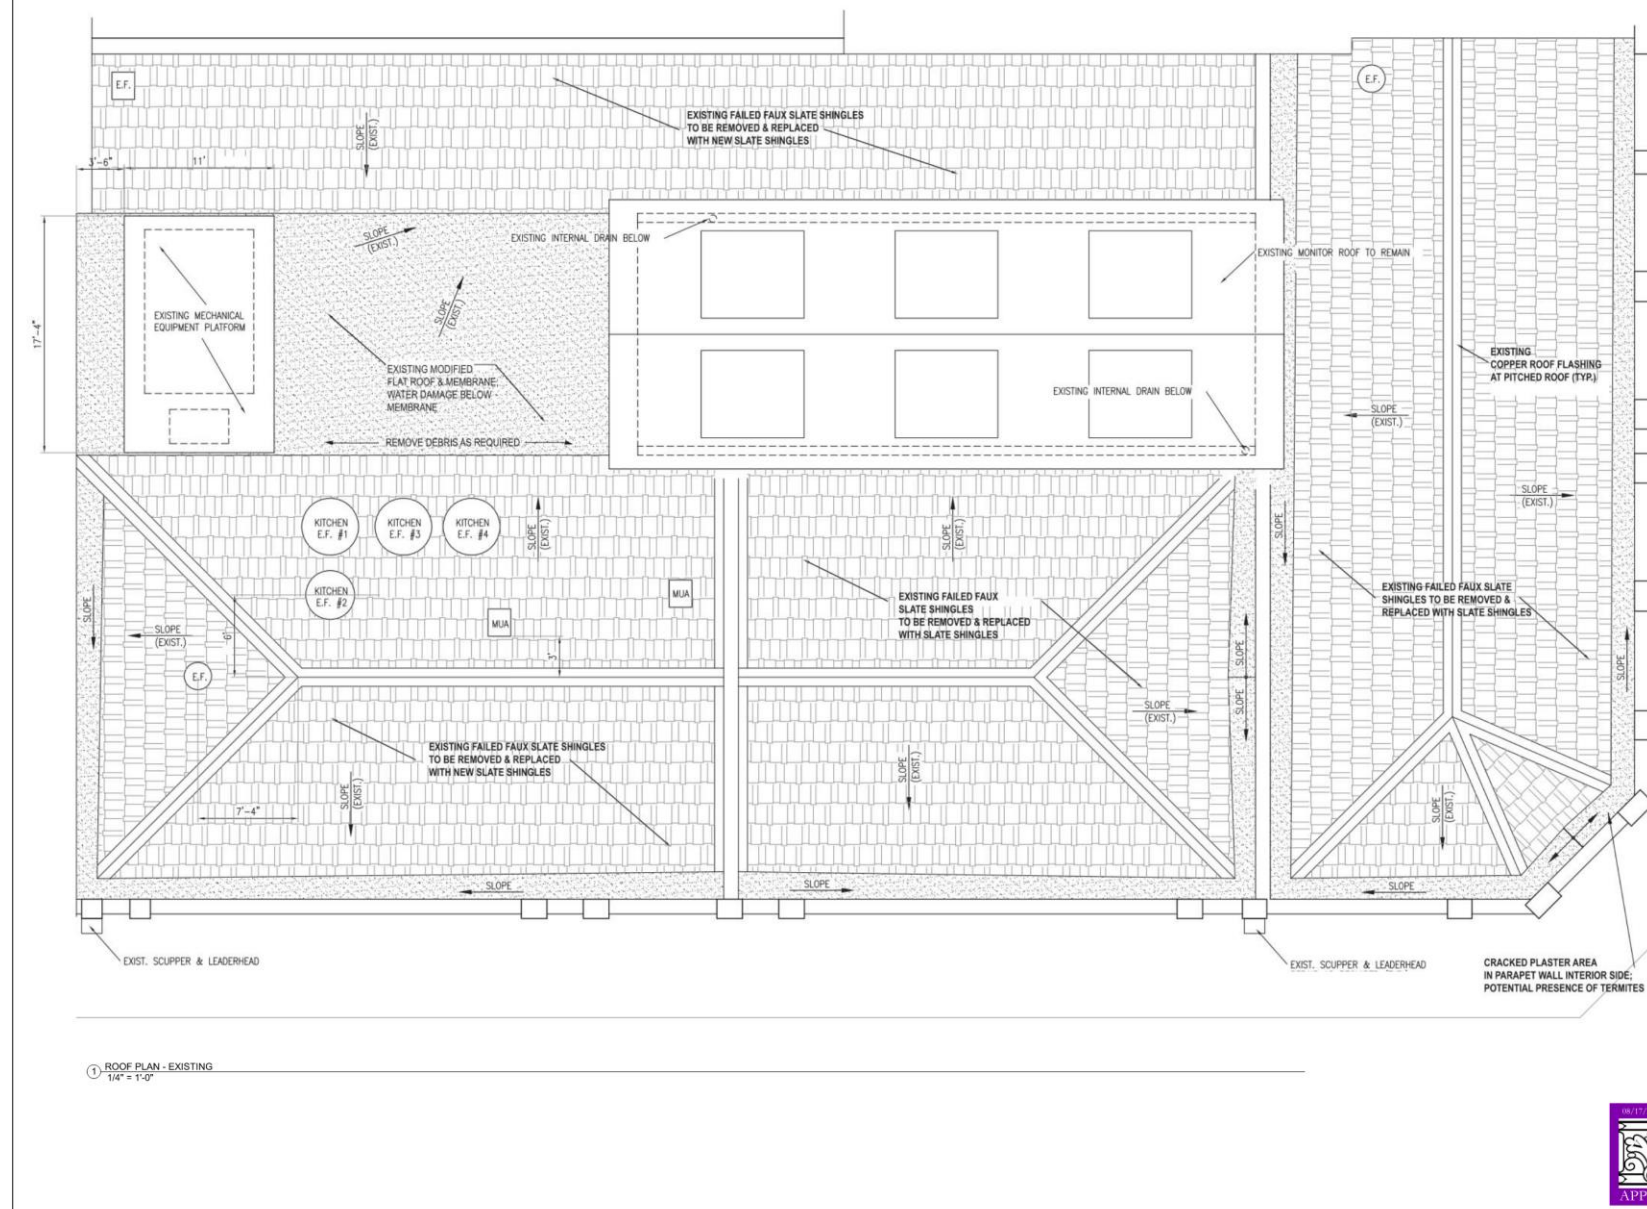 E.F.
E.F.
EXISTING FAILED FAUX SLATE SHINGLES
TO BE REMOVED & REPLACED
WITH NEW SLATE SHINGLES
SLOPE
(EXIST.)
3'-6"
11'
SLOPE
(EXIST.)
EXISTING INTERNAL DRAIN BELOW
EXISTING MONITOR ROOF TO REMAIN
17'-4"
EXISTING MECHANICAL
EQUIPMENT PLATFORM
SLOPE
(EXIST.)
EXISTING MODIFIED
FLAT ROOF & MEMBRANE;
WATER DAMAGE BELOW
MEMBRANE
REMOVE DEBRIS AS REQUIRED
EXISTING INTERNAL DRAIN BELOW
EXISTING
COPPER ROOF FLASHING
AT PITCHED ROOF (TYP.)
SLOPE
(EXIST.)
SLOPE
(EXIST.)
KITCHEN
E.F. #1
KITCHEN
E.F. #3
KITCHEN
E.F. #4
SLOPE
(EXIST.)
SLOPE
(EXIST.)
SLOPE
KITCHEN
E.F. #2
MUA
MUA
SLOPE
SLOPE
(EXIST.)
3'
E.F.
EXISTING FAILED FAUX
SLATE SHINGLES
TO BE REMOVED & REPLACED
WITH SLATE SHINGLES
EXISTING FAILED FAUX SLATE
SHINGLES TO BE REMOVED &
REPLACED WITH SLATE SHINGLES
SLOPE
SLOPE
SLOPE
SLOPE
(EXIST.)
EXISTING FAILED FAUX SLATE SHINGLES
TO BE REMOVED & REPLACED
WITH NEW SLATE SHINGLES
SLOPE
(EXIST.)
SLOPE
(EXIST.)
SLOPE
(EXIST.)
7'-4"
SLOPE
SLOPE
SLOPE
EXIST. SCUPPER & LEADERHEAD
EXIST. SCUPPER & LEADERHEAD
CRACKED PLASTER AREA
IN PARAPET WALL INTERIOR SIDE;
POTENTIAL PRESENCE OF TERMITES
1 ROOF PLAN - EXISTING
1/4" = 1'-0"
08/17/
APP